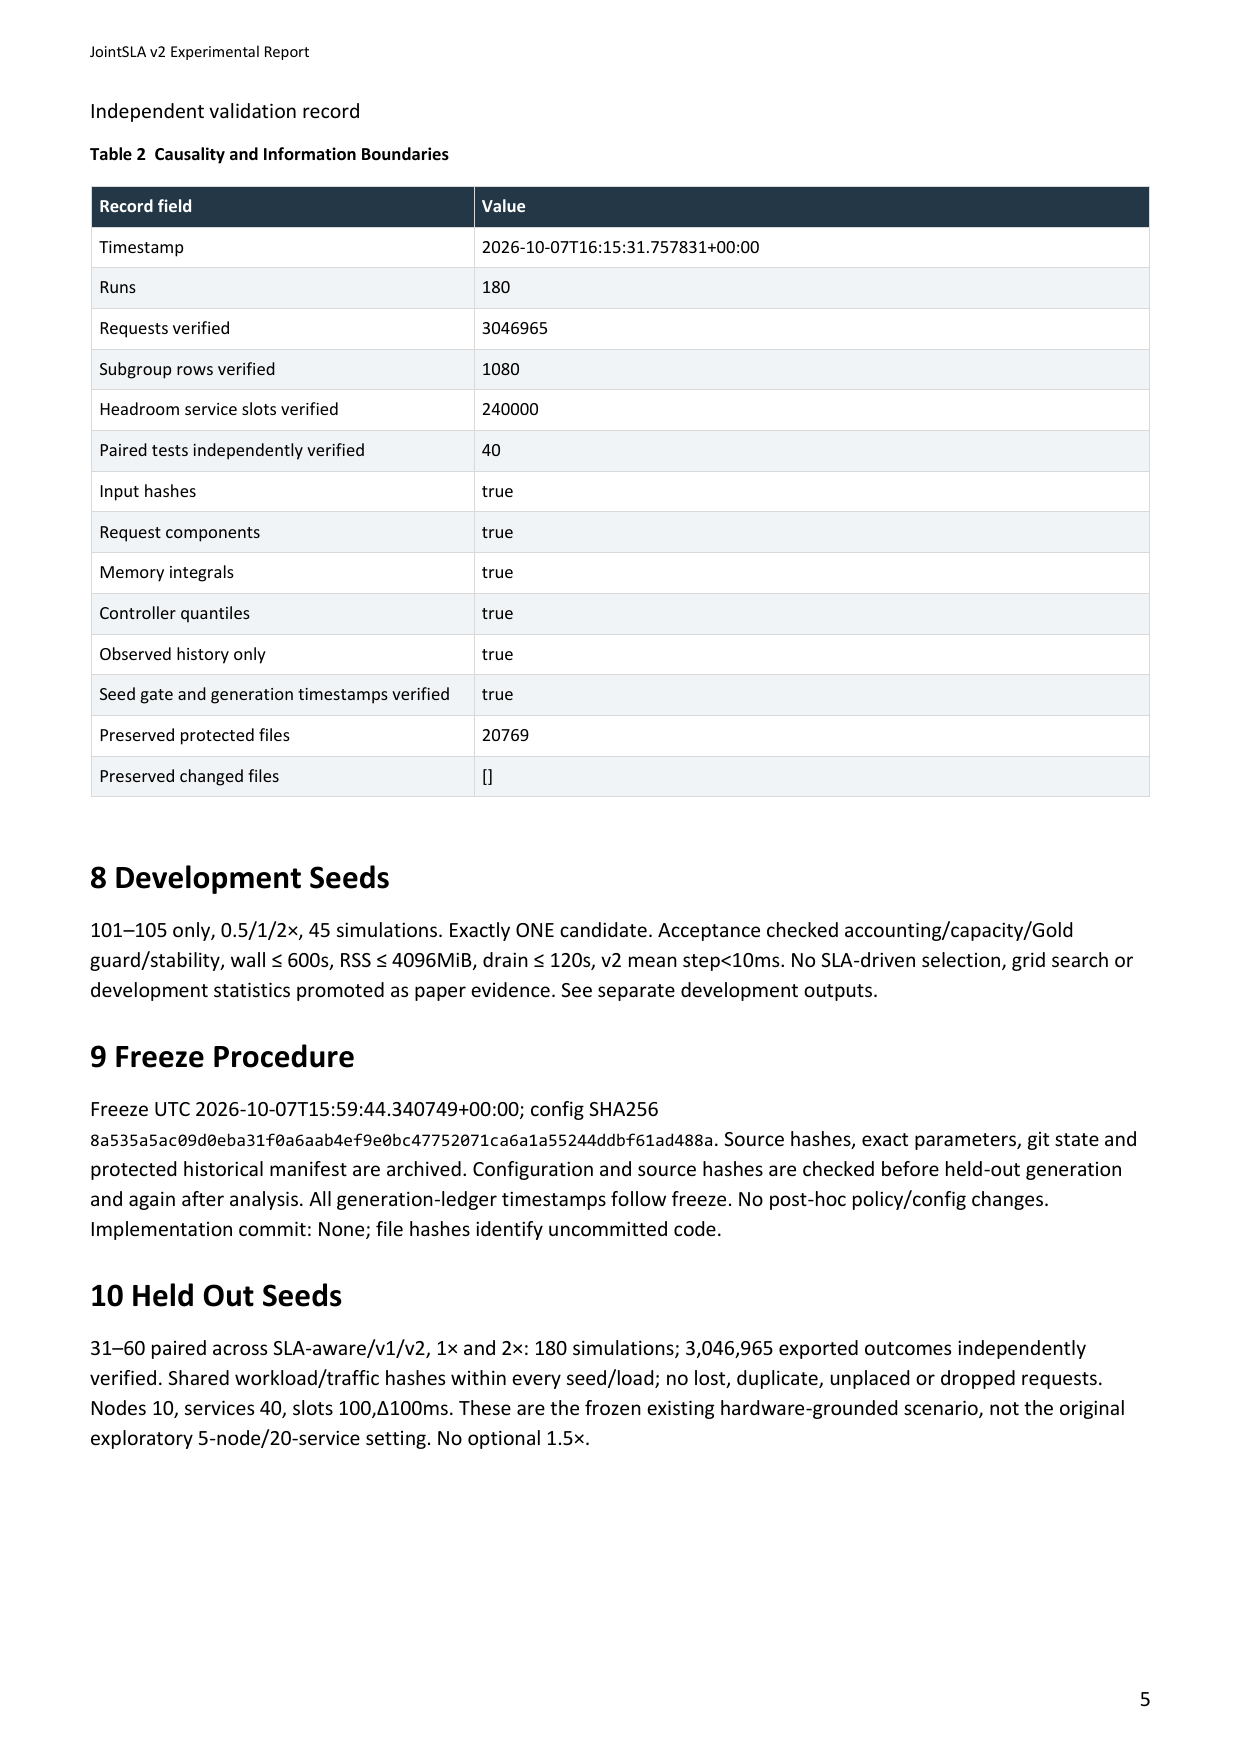 JointSLA v2 Experimental Report
Independent validation record
Table 2  Causality and Information Boundaries
Record field Value
Timestamp 2026-10-07T16:15:31.757831+00:00
Runs 180
Requests verified 3046965
Subgroup rows verified 1080
Headroom service slots verified 240000
Paired tests independently verified 40
Input hashes true
Request components true
Memory integrals true
Controller quantiles true
Observed history only true
Seed gate and generation timestamps verified true
Preserved protected files 20769
Preserved changed files []
8 Development Seeds
101–105 only, 0.5/1/2×, 45 simulations. Exactly ONE candidate. Acceptance checked accounting/capacity/Gold
guard/stability, wall ≤ 600s, RSS ≤ 4096MiB, drain ≤ 120s, v2 mean step<10ms. No SLA-driven selection, grid search or
development statistics promoted as paper evidence. See separate development outputs.
9 Freeze Procedure
Freeze UTC 2026-10-07T15:59:44.340749+00:00; config SHA256
8a535a5ac09d0eba31f0a6aab4ef9e0bc47752071ca6a1a55244ddbf61ad488a. Source hashes, exact parameters, git state and
protected historical manifest are archived. Configuration and source hashes are checked before held-out generation
and again after analysis. All generation-ledger timestamps follow freeze. No post-hoc policy/config changes.
Implementation commit: None; file hashes identify uncommitted code.
10 Held Out Seeds
31–60 paired across SLA-aware/v1/v2, 1× and 2×: 180 simulations; 3,046,965 exported outcomes independently
verified. Shared workload/traffic hashes within every seed/load; no lost, duplicate, unplaced or dropped requests.
Nodes 10, services 40, slots 100,Δ100ms. These are the frozen existing hardware-grounded scenario, not the original
exploratory 5-node/20-service setting. No optional 1.5×.
5